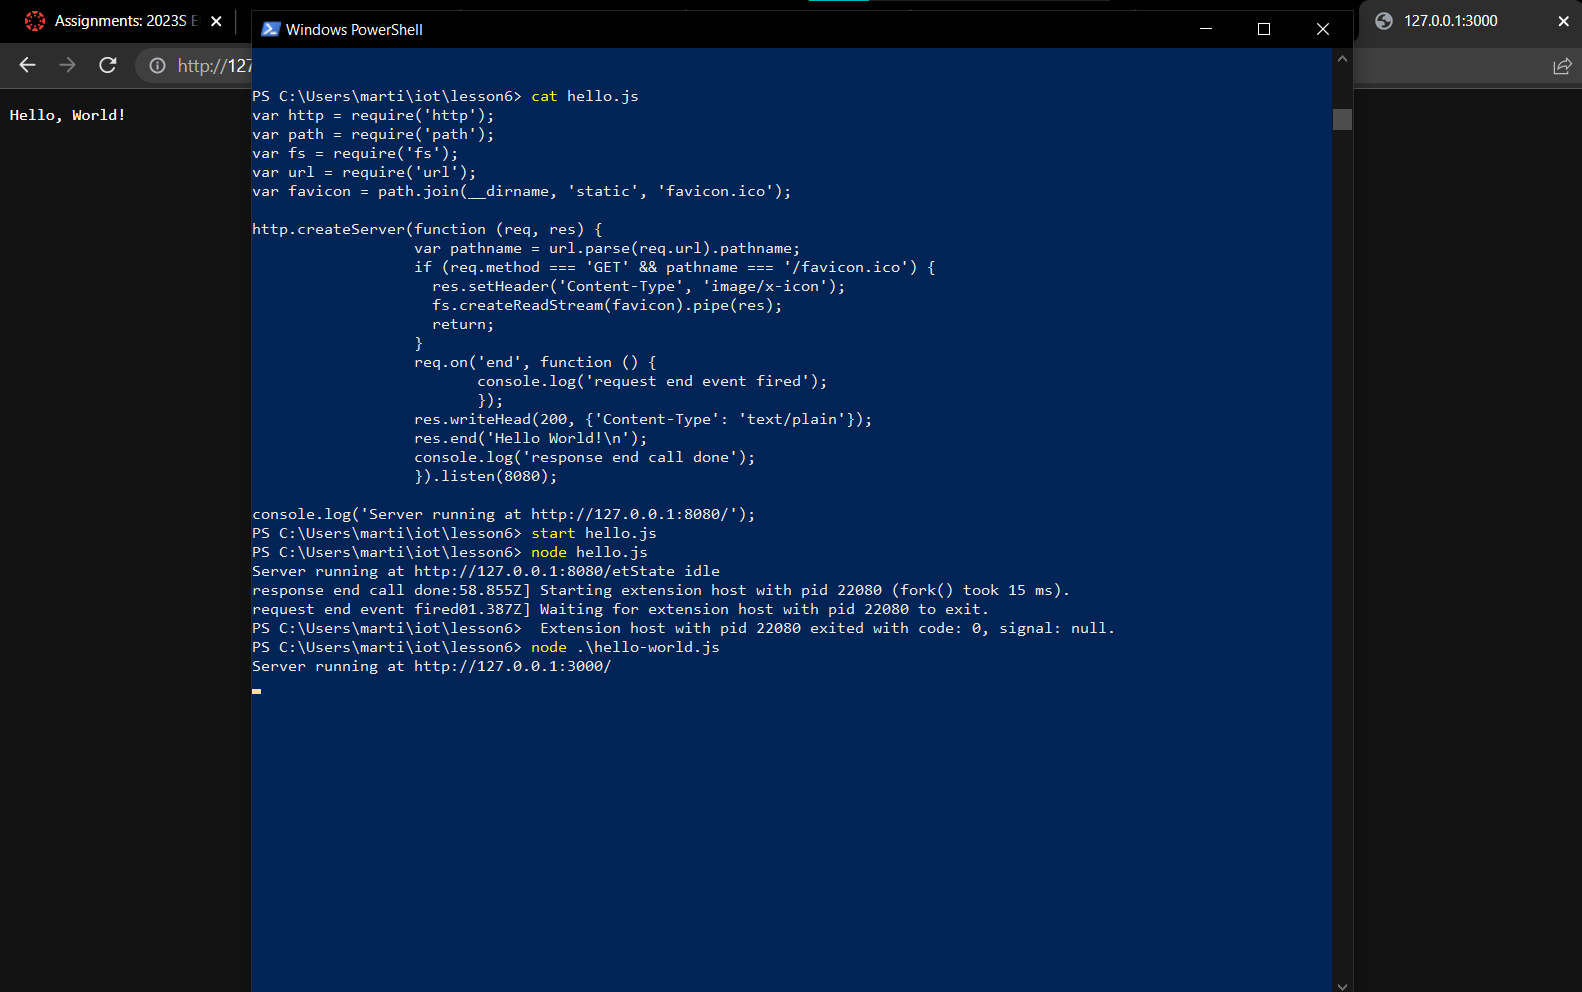 Assignments: 2023S E
127.0.0.1:3000
http://127
Hello, World!
Windows PowerShell
PS C:\Users\marti\iot\lesson6> cat hello.js
var http = require('http');
var path = require('path');
var fs = require('fs');
var url = require('url');
var favicon = path.join(__dirname, 'static', 'favicon.ico');
http.createServer(function (req, res) {
var pathname = url.parse(req.url).pathname;
if (req.method === 'GET' && pathname === '/favicon.ico') {
res.setHeader('Content-Type', 'image/x-icon');
fs.createReadStream(favicon).pipe(res);
return;
}
req.on('end', function () {
console.log('request end event fired');
});
res.writeHead(200, {'Content-Type': 'text/plain'});
res.end('Hello World!\n');
console.log('response end call done');
}).listen(8080);
console.log('Server running at http://127.0.0.1:8080/');
PS C:\Users\marti\iot\lesson6> start hello.js
PS C:\Users\marti\iot\lesson6> node hello.js
Server running at http://127.0.0.1:8080/etState idle
response end call done:58.855Z] Starting extension host with pid 22080 (fork() took 15 ms).
request end event fired01.387Z] Waiting for extension host with pid 22080 to exit.
PS C:\Users\marti\iot\lesson6>  Extension host with pid 22080 exited with code: 0, signal: null.
PS C:\Users\marti\iot\lesson6> node .\hello-world.js
Server running at http://127.0.0.1:3000/